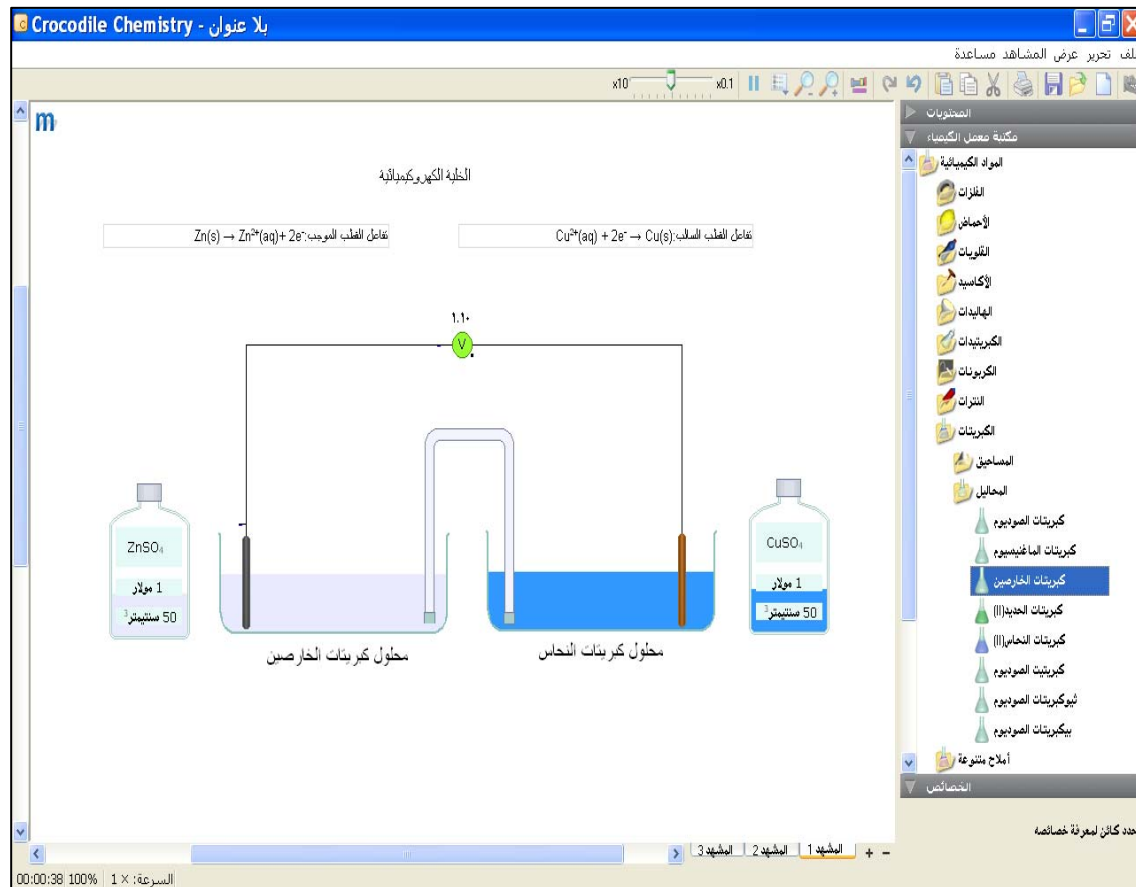 Crocodile Chemistry - بلا عنوان
ملف تحرير عرض المشاهد مساعدة
x10
x0.1
المحتويات
مكتبة معمل الكيمياء
المواد الكيميائية
الفلزات
الأحماض
القلويات
الأكاسيد
الهاليدات
الكبريتيدات
الكربونات
النترات
الكبريتات
المساحيق
المحاليل
كبريتات الصوديوم
كبريتات الماغنيسيوم
كبريتات الخارصين
كبريتات الحديد(II)
كبريتات النحاس(II)
كبريتيت الصوديوم
ثيوكبريتات الصوديوم
بيكبريتات الصوديوم
أملاح متنوعة
الخصائص
حدد كائن لمعرفة خصائصه
m
الخلية الكهروكيميائية
تفاعل القطب السالب:Cu²⁺(aq) + 2e⁻ → Cu(s)
تفاعل القطب الموجب:Zn(s) → Zn²⁺(aq)+ 2e⁻
١.١٠
V
CuSO₄
1 مولار
50 سنتيمتر³
ZnSO₄
1 مولار
50 سنتيمتر³
محلول كبريتات النحاس
محلول كبريتات الخارصين
المشهد 1
المشهد 2
المشهد 3
00:00:38 100% السرعة: × 1